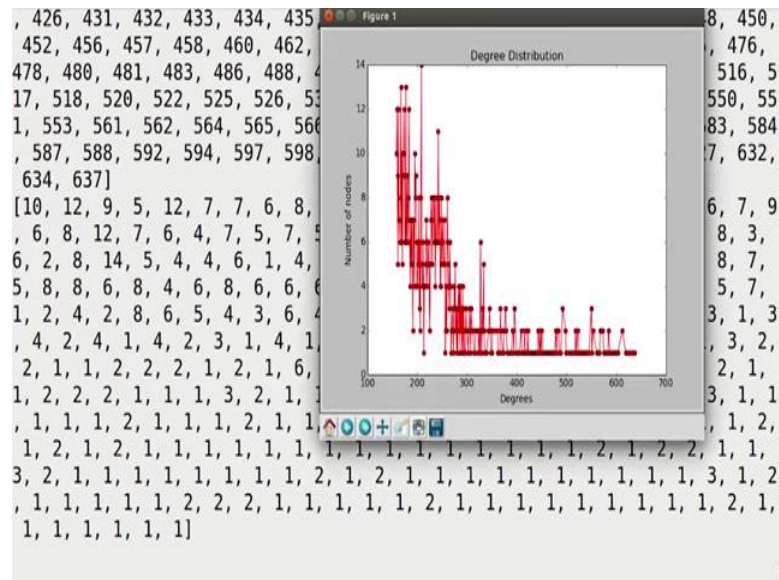 , 426, 431, 432, 433, 434, 435 8, 450
452, 456, 457, 458, 460, 462, , 476,
478, 480, 481, 483, 486, 488, 516, 5
17, 518, 520, 522, 525, 526, 53 550, 55
1, 553, 561, 562, 564, 565, 566 83, 584
, 587, 588, 592, 594, 597, 598, 7, 632,
634, 637]
[10, 12, 9, 5, 12, 7, 7, 6, 8, 6, 7, 9
, 6, 8, 12, 7, 6, 4, 7, 5, 7, 5 8, 3,
6, 2, 8, 14, 5, 4, 4, 6, 1, 4, 8, 7,
5, 8, 8, 6, 8, 4, 6, 8, 6, 6, 6 5, 7,
1, 2, 4, 2, 8, 6, 5, 4, 3, 6, 4 3, 1, 3
, 4, 2, 4, 1, 4, 2, 3, 1, 4, 1, , 3, 2,
2, 1, 1, 2, 2, 2, 1, 2, 1, 6, 2, 1,
1, 2, 2, 2, 1, 1, 1, 3, 2, 1, 3, 1, 1
, 1, 1, 1, 2, 1, 1, 1, 2, 1, 1, , 1, 2,
1, 2, 1, 2, 1, 1, 1, 1, 1, 1, 1, 1, 1, 1, 1, 1, 1, 1, 1, 2, 1, 2, 2, 1, 1,
3, 2, 1, 1, 1, 1, 1, 1, 1, 1, 2, 1, 2, 1, 1, 1, 1, 1, 1, 1, 1, 1, 1, 3, 1, 2
, 1, 1, 1, 1, 1, 2, 2, 2, 1, 1, 1, 1, 1, 2, 1, 1, 1, 1, 1, 1, 1, 1, 1, 2, 1,
1, 1, 1, 1, 1, 1]
Figure 1
Degree Distribution
14
12
10
8
6
4
2
0
Number of nodes
100 200 300 400 500 600 700
Degrees